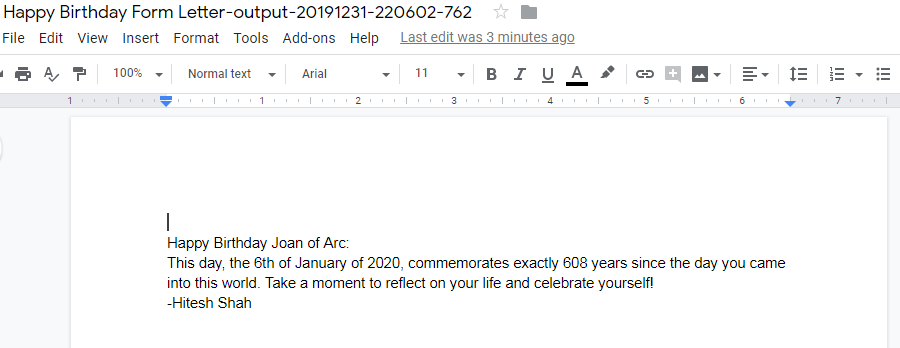 Happy Birthday Form Letter-output-20191231-220602-762
File Edit View Insert Format Tools Add-ons Help Last edit was 3 minutes ago
100% Normal text Arial 11 B I U A
1 1 2 3 4 5 6 7
Happy Birthday Joan of Arc:
This day, the 6th of January of 2020, commemorates exactly 608 years since the day you came
into this world. Take a moment to reflect on your life and celebrate yourself!
-Hitesh Shah